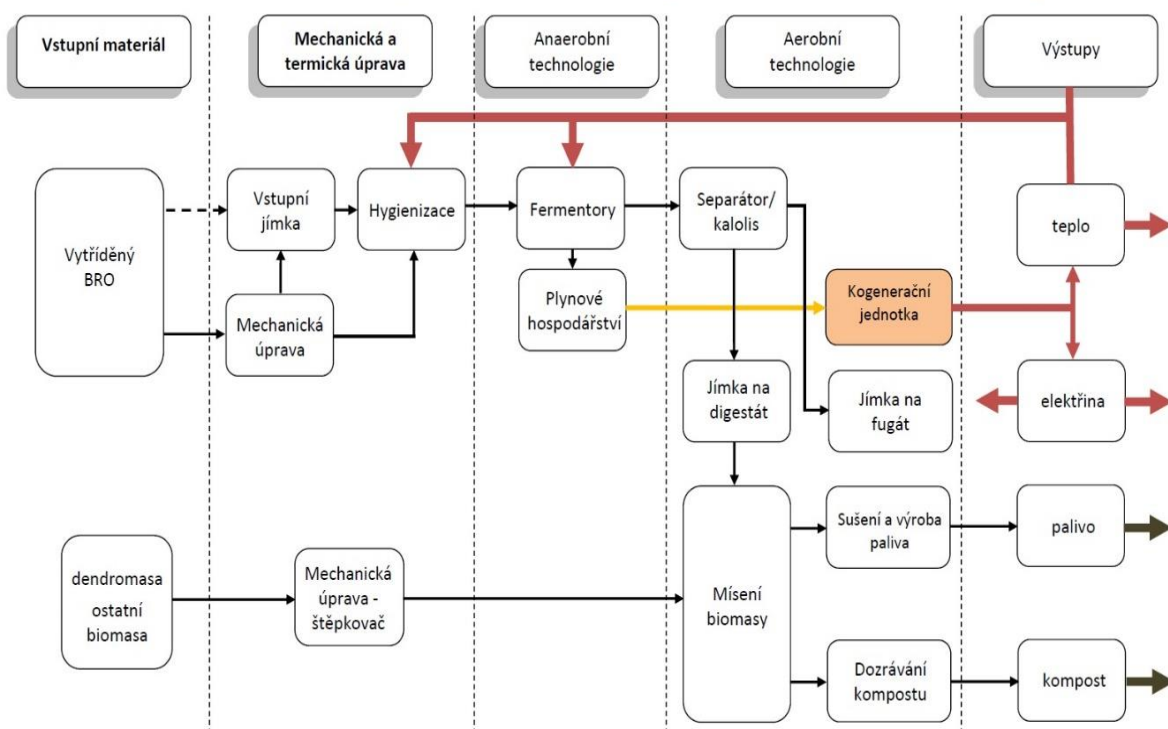 Vstupní materiál
Mechanická a
termická úprava
Anaerobní
technologie
Aerobní
technologie
Výstupy
Vytříděný
BRO
Vstupní
jímka
Hygienizace
Fermentory
Separátor/
kalolis
teplo
Mechanická
úprava
Plynové
hospodářství
Kogenerační
jednotka
Jímka na
digestát
Jímka na
fugát
elektřina
dendromasa
ostatní
biomasa
Mechanická
úprava -
štěpkovač
Mísení
biomasy
Sušení a výroba
paliva
palivo
Dozrávání
kompostu
kompost